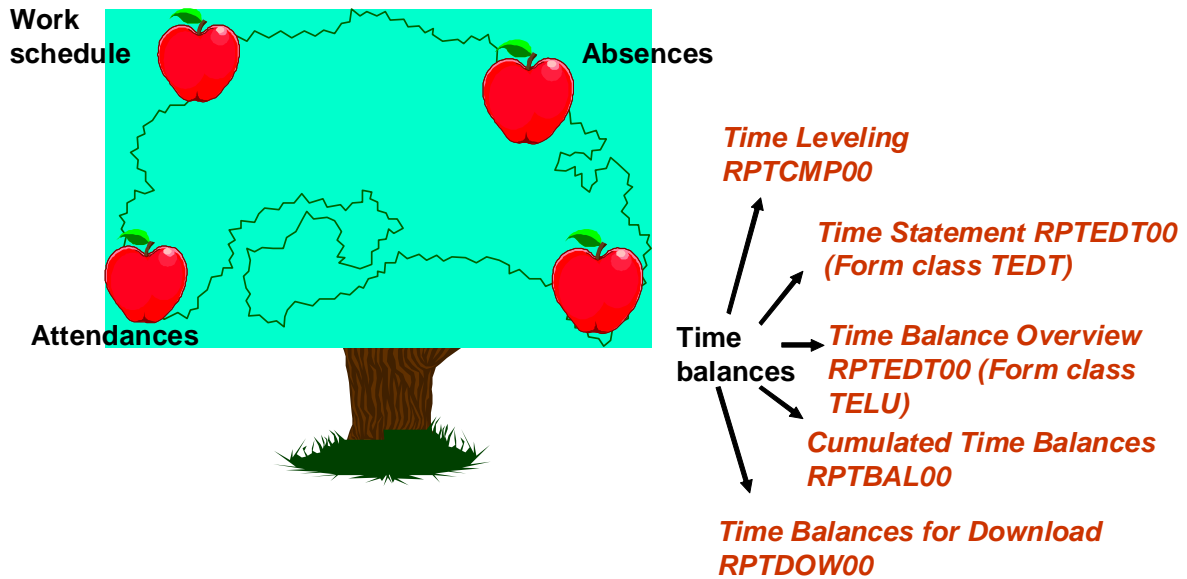 Work
schedule
Absences
Time Leveling
RPTCMP00
Time Statement RPTEDT00
(Form class TEDT)
Attendances
Time
balances
Time Balance Overview
RPTEDT00 (Form class
TELU)
Cumulated Time Balances
RPTBAL00
Time Balances for Download
RPTDOW00